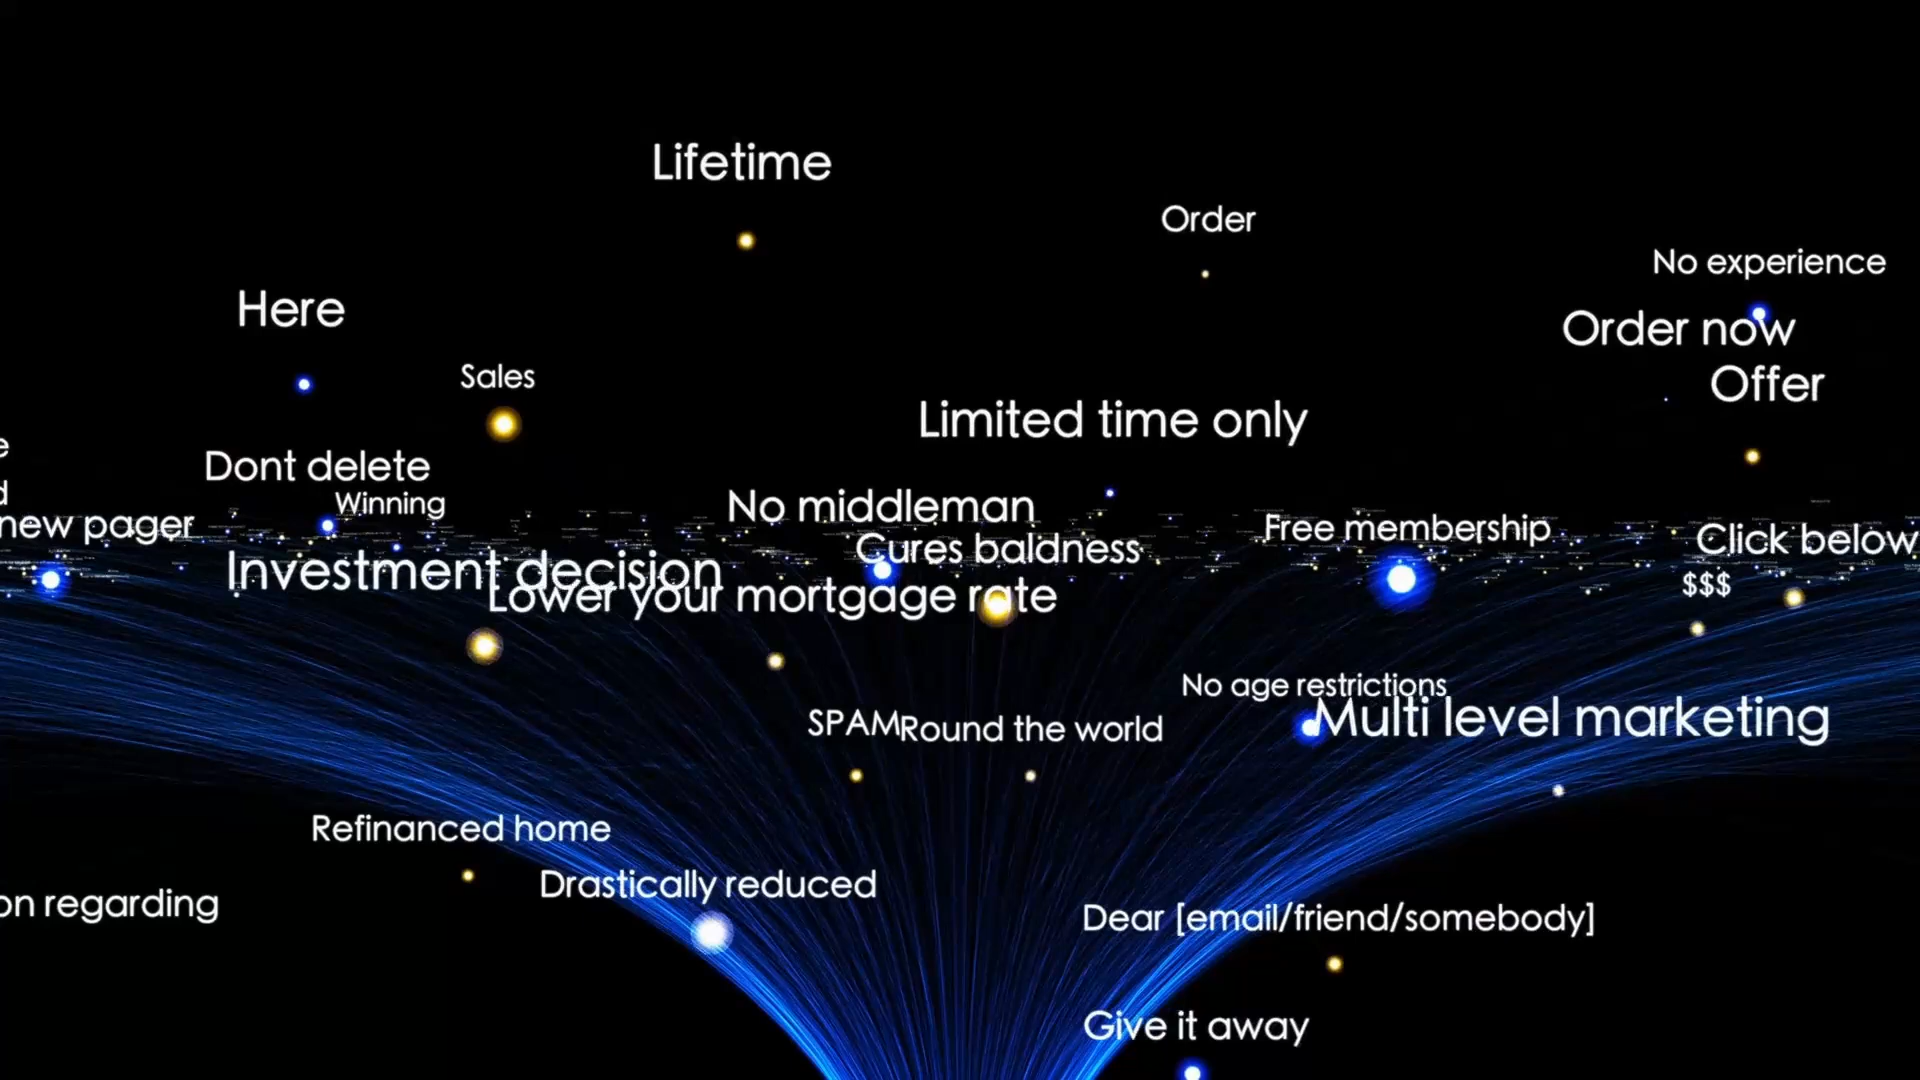 Lifetime
Order
No experience
Here
Order now
Sales
Offer
Limited time only
Dont delete
Winning
No middleman
new pager
Free membership
Click below
Cures baldness
Investment decision
$$$
Lower your mortgage rate
No age restrictions
Multi level marketing
SPAM
Round the world
Refinanced home
Drastically reduced
on regarding
Dear [email/friend/somebody]
Give it away